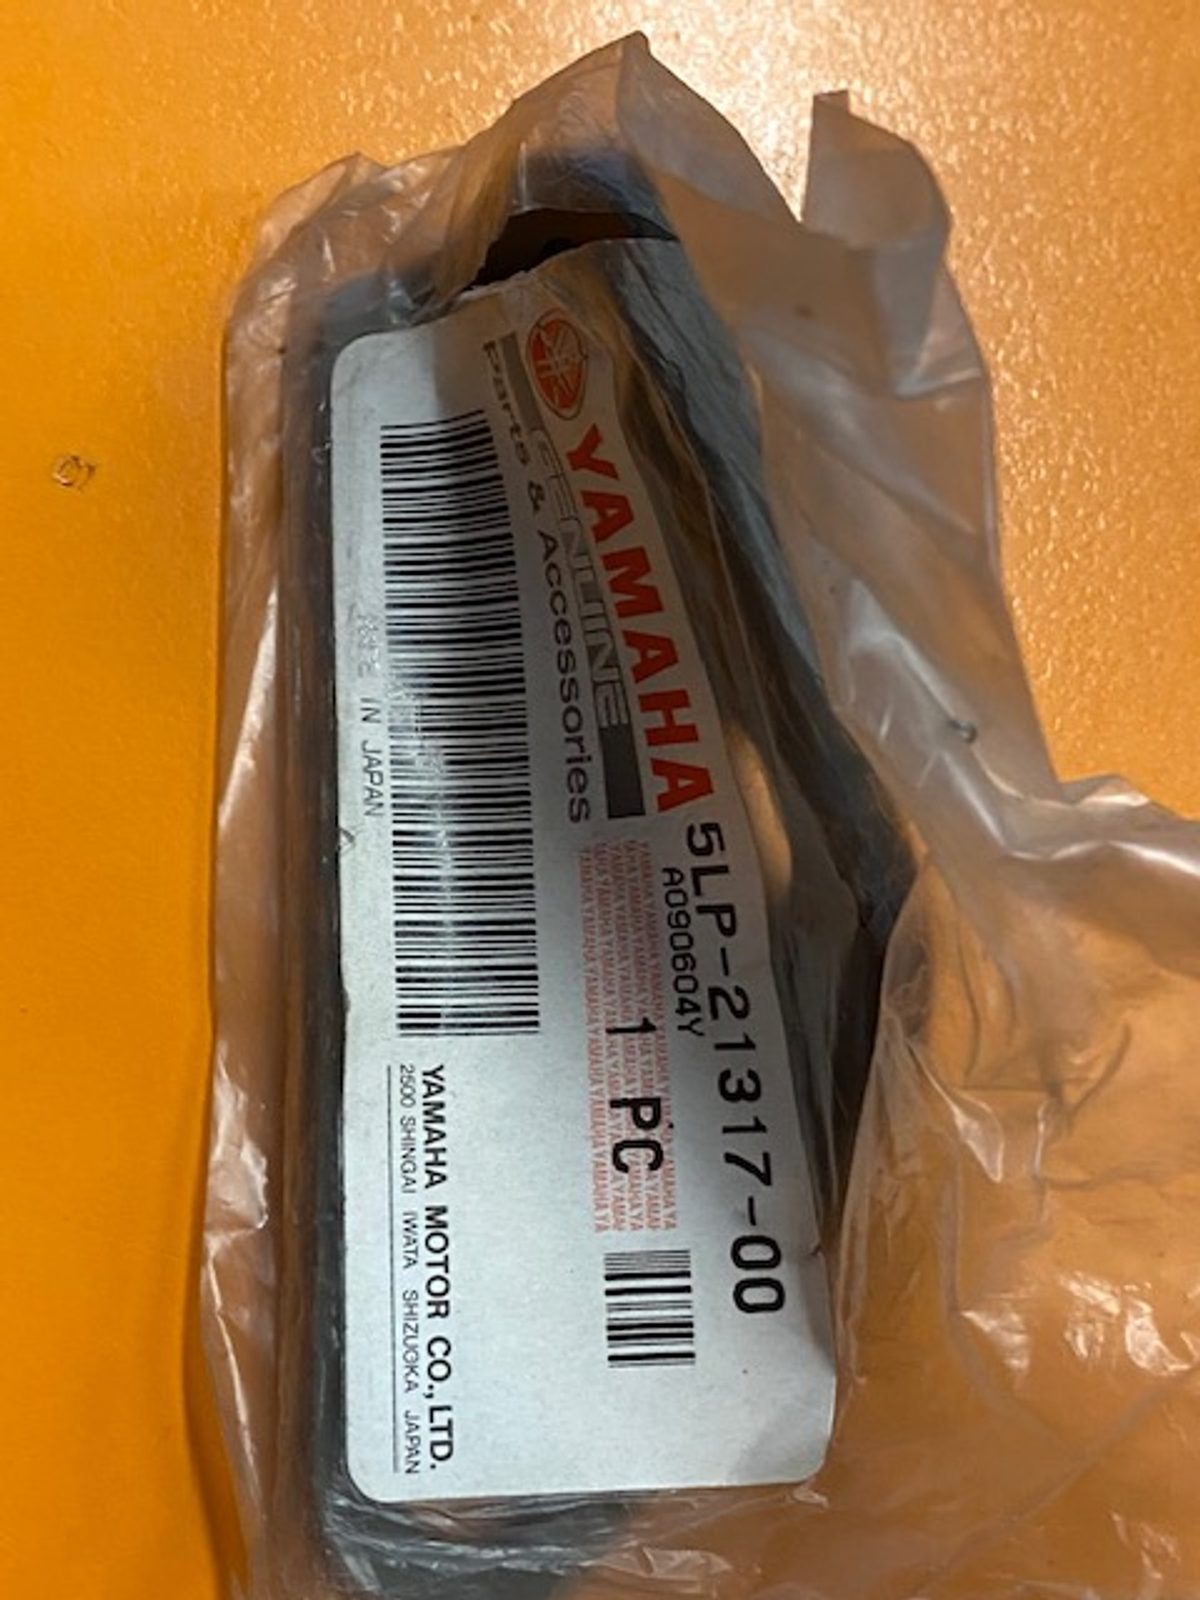 YAMAHA
GENUINE
Parts & Accessories
5LP-21317-00
A090604Y
1 PC
IN JAPAN
YAMAHA MOTOR CO., LTD.
2500 SHINGAI IWATA SHIZUOKA JAPAN